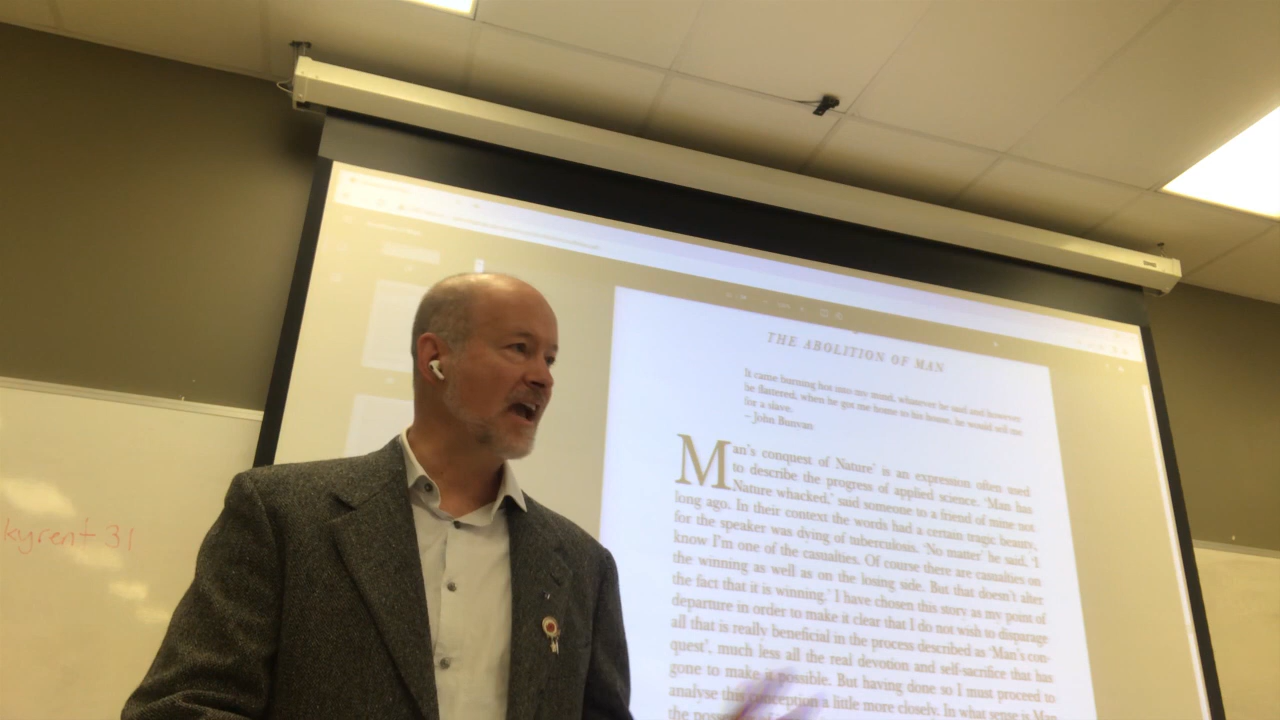 THE ABOLITION OF MAN
It came burning hot into my mind, whatever he said and however
he flattered, when he got me home to his house, he would sell me
for a slave.
– John Bunyan
Man's conquest of Nature' is an expression often used
to describe the progress of applied science. 'Man has
Nature whacked,' said someone to a friend of mine not
long ago. In their context the words had a certain tragic beauty,
for the speaker was dying of tuberculosis. 'No matter' he said, 'I
know I'm one of the casualties. Of course there are casualties on
the winning as well as on the losing side. But that doesn't alter
the fact that it is winning.' I have chosen this story as my point of
departure in order to make it clear that I do not wish to disparage
all that is really beneficial in the process described as 'Man's con-
quest', much less all the real devotion and self-sacrifice that has
gone to make it possible. But having done so I must proceed to
analyse this conception a little more closely. In what sense is Man
the
kyrent 31